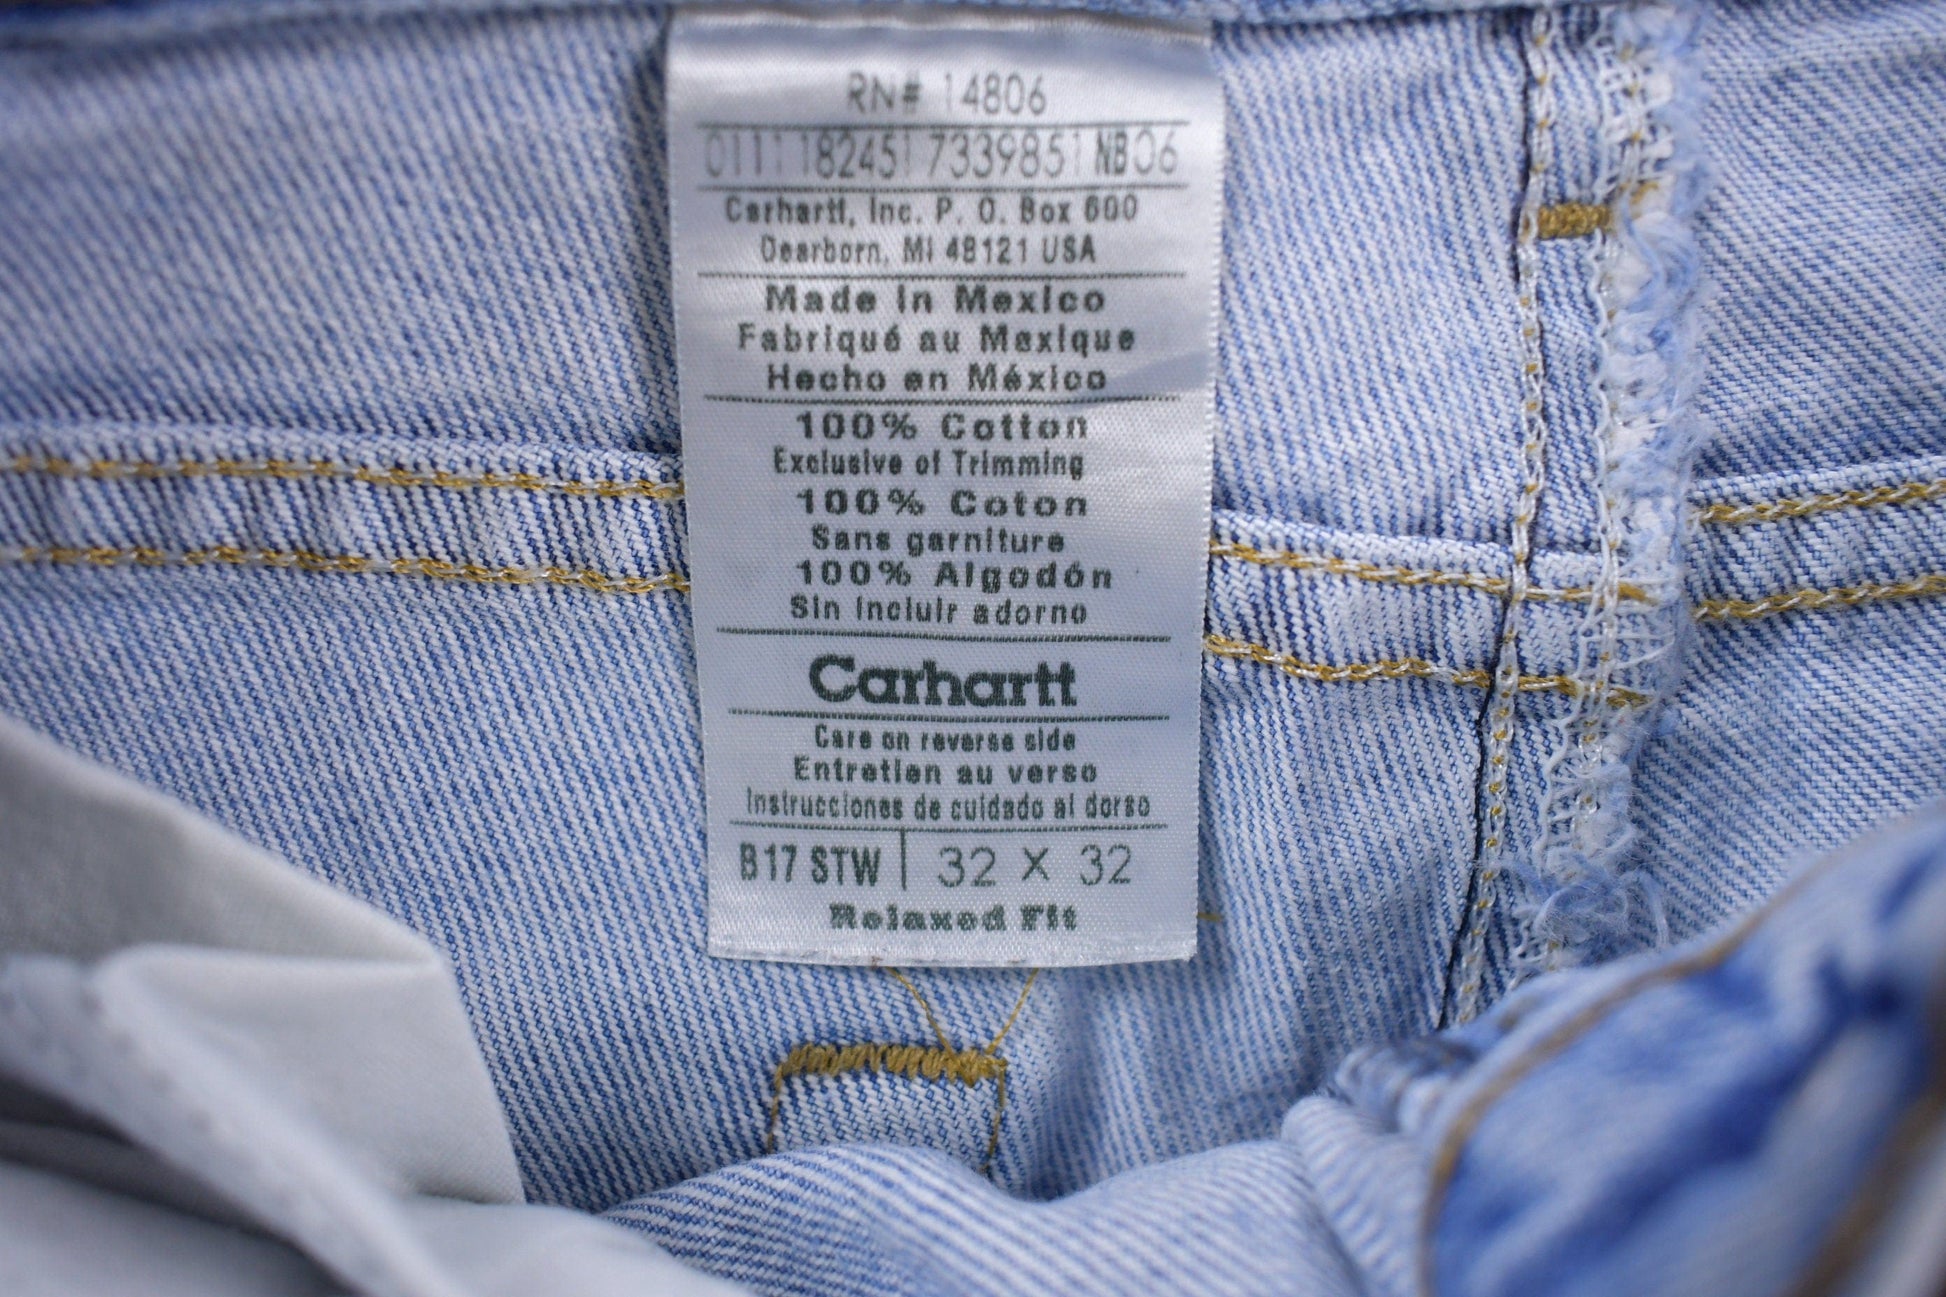 RN# 14806
0111 182451 7339851 NB06
Carhartt, Inc. P. O. Box 600
Dearborn, MI 48121 USA
Made in Mexico
Fabriqué au Mexique
Hecho en México
100% Cotton
Exclusive of Trimming
100% Coton
Sans garniture
100% Algodón
Sin incluir adorno
Carhartt
Care on reverse side
Entretien au verso
Instrucciones de cuidado al dorso
B17 STW | 32 X 32
Relaxed Fit